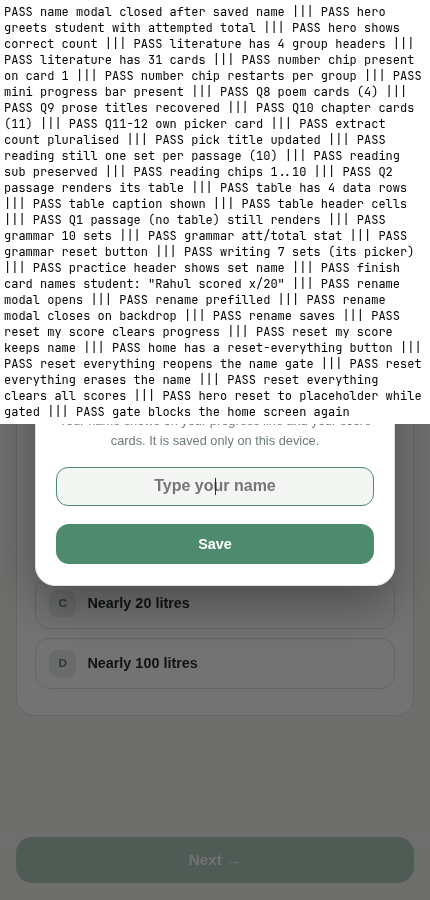 PASS name modal closed after saved name ||| PASS hero
greets student with attempted total ||| PASS hero shows
correct count ||| PASS literature has 4 group headers |||
PASS literature has 31 cards ||| PASS number chip present
on card 1 ||| PASS number chip restarts per group ||| PASS
mini progress bar present ||| PASS Q8 poem cards (4) |||
PASS Q9 prose titles recovered ||| PASS Q10 chapter cards
(11) ||| PASS Q11-12 own picker card ||| PASS extract
count pluralised ||| PASS pick title updated ||| PASS
reading still one set per passage (10) ||| PASS reading
sub preserved ||| PASS reading chips 1..10 ||| PASS Q2
passage renders its table ||| PASS table has 4 data rows
||| PASS table caption shown ||| PASS table header cells
||| PASS Q1 passage (no table) still renders ||| PASS
grammar 10 sets ||| PASS grammar att/total stat ||| PASS
grammar reset button ||| PASS writing 7 sets (its picker)
||| PASS practice header shows set name ||| PASS finish
card names student: "Rahul scored x/20" ||| PASS rename
modal opens ||| PASS rename prefilled ||| PASS rename
modal closes on backdrop ||| PASS rename saves ||| PASS
reset my score clears progress ||| PASS reset my score
keeps name ||| PASS home has a reset-everything button |||
PASS reset everything reopens the name gate ||| PASS reset
everything erases the name ||| PASS reset everything
clears all scores ||| PASS hero reset to placeholder while
gated ||| PASS gate blocks the home screen again
Your name shows on your progress line and your score
cards. It is saved only on this device.
Type your name
Save
C Nearly 20 litres
D Nearly 100 litres
Next →